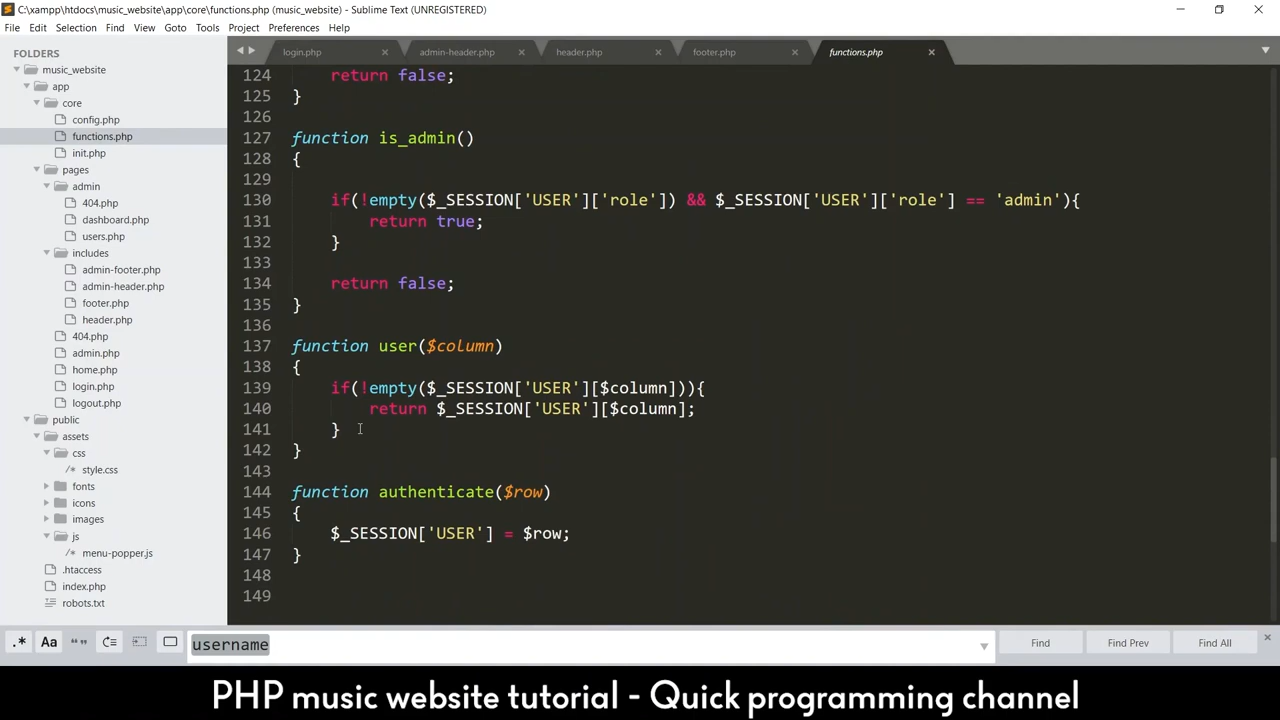 C:\xampp\htdocs\music_website\app\core\functions.php (music_website) - Sublime Text (UNREGISTERED)
File Edit Selection Find View Goto Tools Project Preferences Help
FOLDERS
music_website
app
core
config.php
functions.php
init.php
pages
admin
404.php
dashboard.php
users.php
includes
admin-footer.php
admin-header.php
footer.php
header.php
404.php
admin.php
home.php
login.php
logout.php
public
assets
css
/* style.css
fonts
icons
images
js
/* menu-popper.js
.htaccess
index.php
robots.txt
login.php admin-header.php header.php footer.php functions.php
124 return false;
125 }
126
127 function is_admin()
128 {
129
130 if(!empty($_SESSION['USER']['role']) && $_SESSION['USER']['role'] == 'admin'){
131 return true;
132 }
133
134 return false;
135 }
136
137 function user($column)
138 {
139 if(!empty($_SESSION['USER'][$column])){
140 return $_SESSION['USER'][$column];
141 }
142 }
143
144 function authenticate($row)
145 {
146 $_SESSION['USER'] = $row;
147 }
148
149
.* Aa "" username Find Find Prev Find All
PHP music website tutorial - Quick programming channel